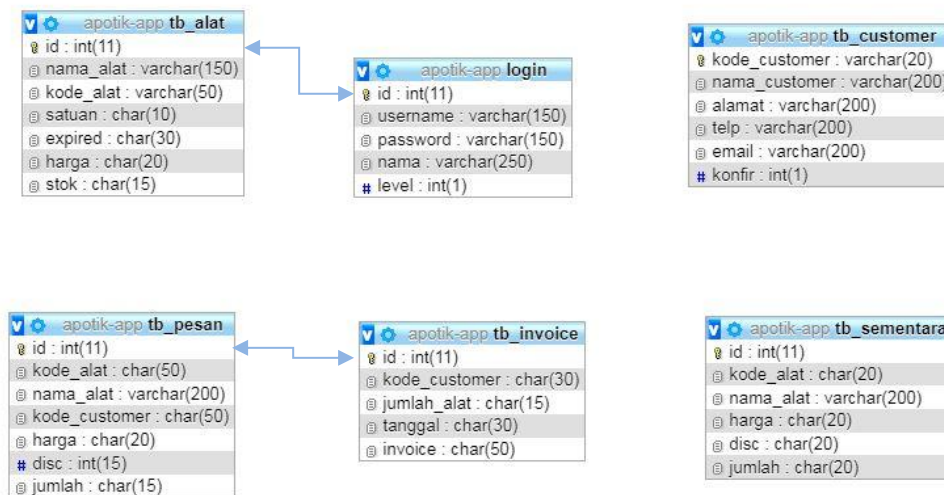 apotik-app tb_alat
id : int(11)
nama_alat : varchar(150)
kode_alat : varchar(50)
satuan : char(10)
expired : char(30)
harga : char(20)
stok : char(15)
apotik-app login
id : int(11)
username : varchar(150)
password : varchar(150)
nama : varchar(250)
# level : int(1)
apotik-app tb_customer
kode_customer : varchar(20)
nama_customer : varchar(200)
alamat : varchar(200)
telp : varchar(200)
email : varchar(200)
# konfir : int(1)
apotik-app tb_pesan
id : int(11)
kode_alat : char(50)
nama_alat : varchar(200)
kode_customer : char(50)
harga : char(20)
# disc : int(15)
jumlah : char(15)
apotik-app tb_invoice
id : int(11)
kode_customer : char(30)
jumlah_alat : char(15)
tanggal : char(30)
invoice : char(50)
apotik-app tb_sementara
id : int(11)
kode_alat : char(20)
nama_alat : varchar(200)
harga : char(20)
disc : char(20)
jumlah : char(20)